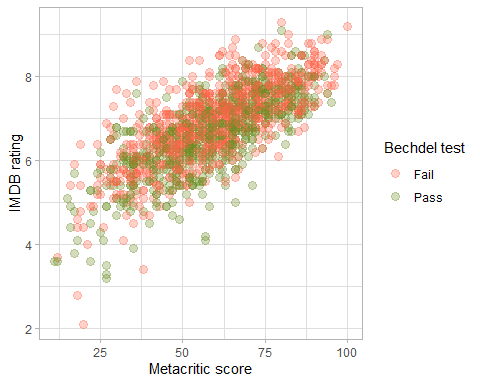 8
6
4
2
IMDB rating
25 50 75 100
Metacritic score
Bechdel test
Fail
Pass